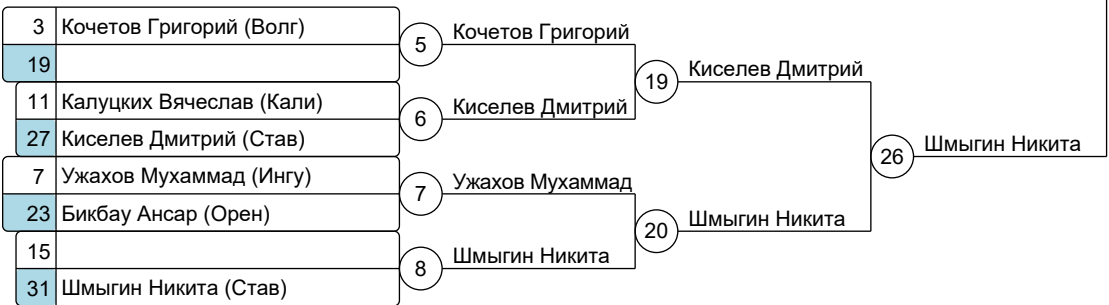 3 Кочетов Григорий (Волг)
19
11 Калуцких Вячеслав (Кали)
27 Киселев Дмитрий (Став)
7 Ужахов Мухаммад (Ингу)
23 Бикбау Ансар (Орен)
15
31 Шмыгин Никита (Став)
5 Кочетов Григорий
6 Киселев Дмитрий
7 Ужахов Мухаммад
8 Шмыгин Никита
19 Киселев Дмитрий
20 Шмыгин Никита
26 Шмыгин Никита